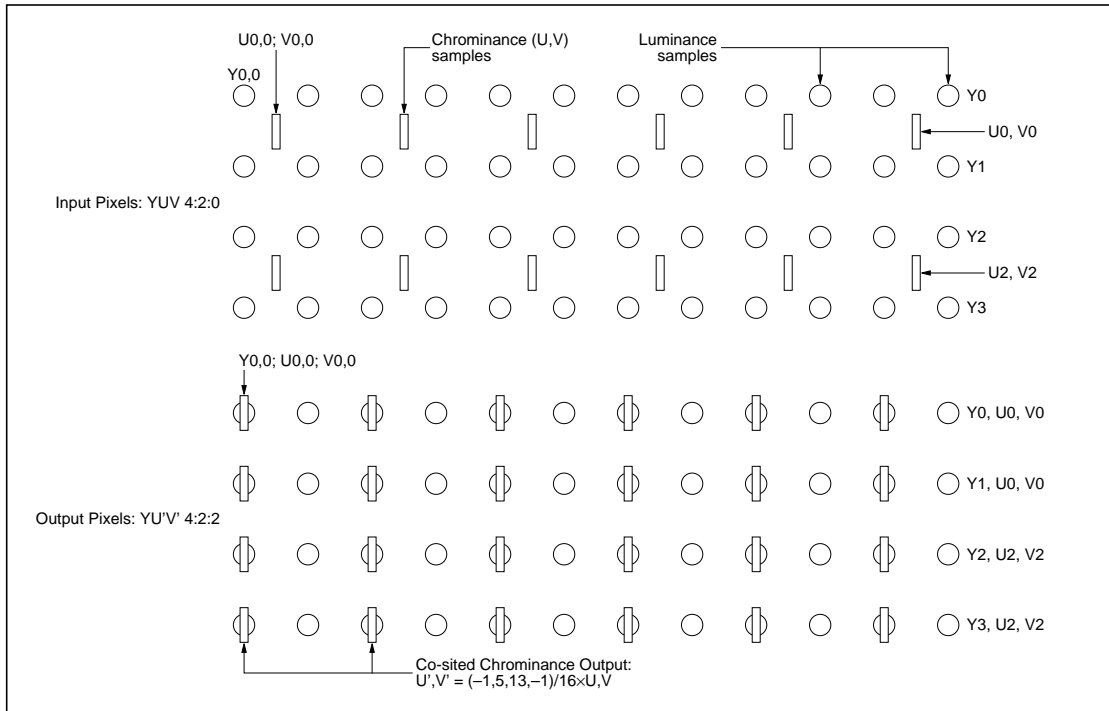 U0,0; V0,0
Chrominance (U,V)
samples
Luminance
samples
Y0,0
Y0
U0, V0
Y1
Input Pixels: YUV 4:2:0
Y2
U2, V2
Y3
Y0,0; U0,0; V0,0
Y0, U0, V0
Y1, U0, V0
Output Pixels: YU'V' 4:2:2
Y2, U2, V2
Y3, U2, V2
Co-sited Chrominance Output:
U',V' = (–1,5,13,–1)/16×U,V